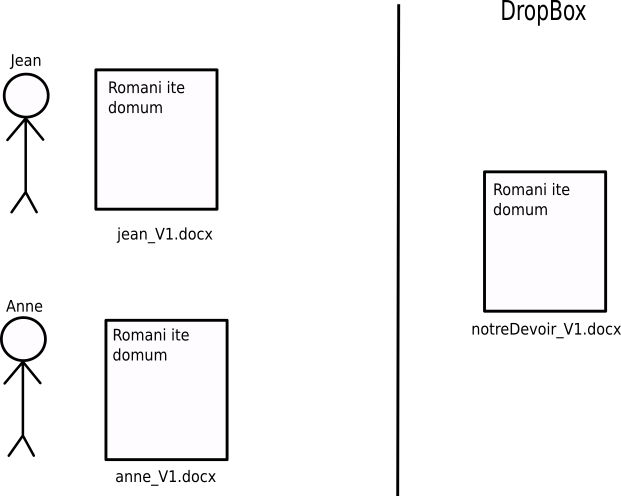 DropBox
Jean
Romani ite
domum
jean_V1.docx
Romani ite
domum
notreDevoir_V1.docx
Anne
Romani ite
domum
anne_V1.docx